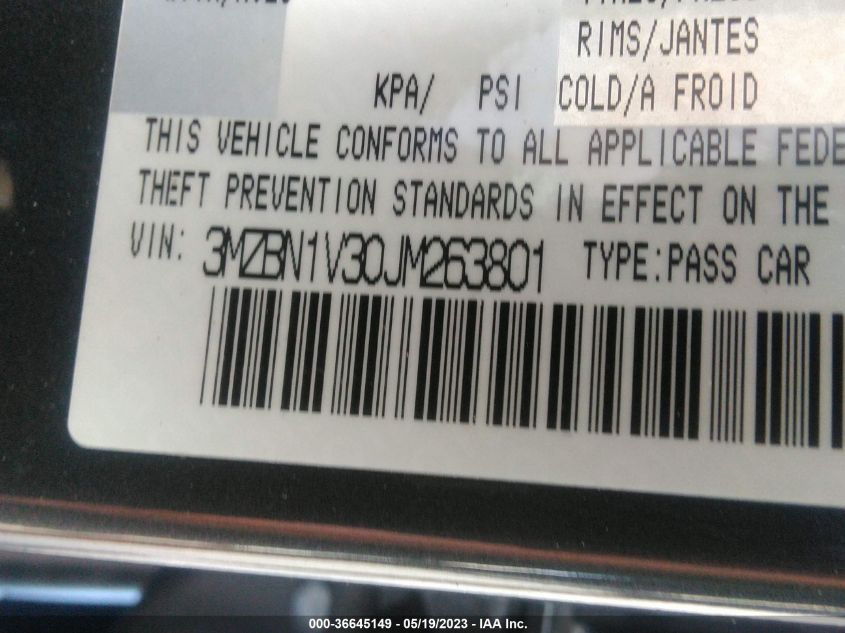 RIMS/JANTES
KPA/ PSI COLD/A FROID
THIS VEHICLE CONFORMS TO ALL APPLICABLE FEDE
THEFT PREVENTION STANDARDS IN EFFECT ON THE
VIN: 3MZBN1V30JM263801 TYPE:PASS CAR
000-36645149 - 05/19/2023 - IAA Inc.